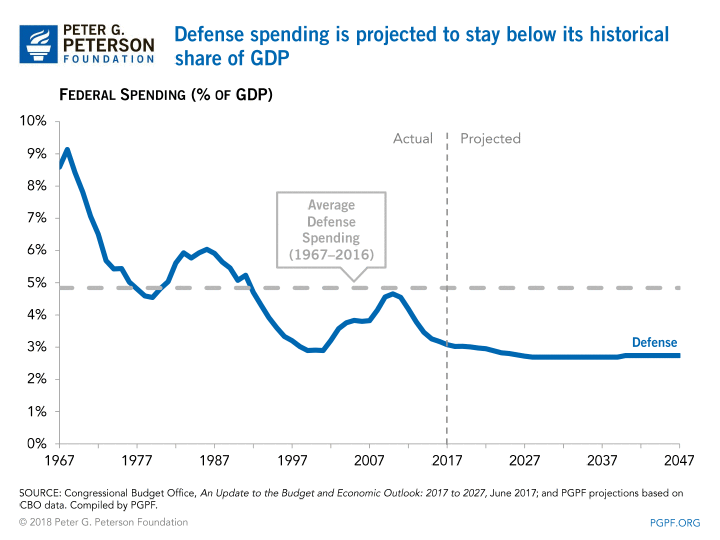 PETER G.
PETERSON
FOUNDATION
Defense spending is projected to stay below its historical
share of GDP
FEDERAL SPENDING (% OF GDP)
10%
9%
8%
7%
6%
5%
4%
3%
2%
1%
0%
Actual
Projected
Average
Defense
Spending
(1967–2016)
Defense
1967 1977 1987 1997 2007 2017 2027 2037 2047
SOURCE: Congressional Budget Office, An Update to the Budget and Economic Outlook: 2017 to 2027, June 2017; and PGPF projections based on
CBO data. Compiled by PGPF.
© 2018 Peter G. Peterson Foundation
PGPF.ORG